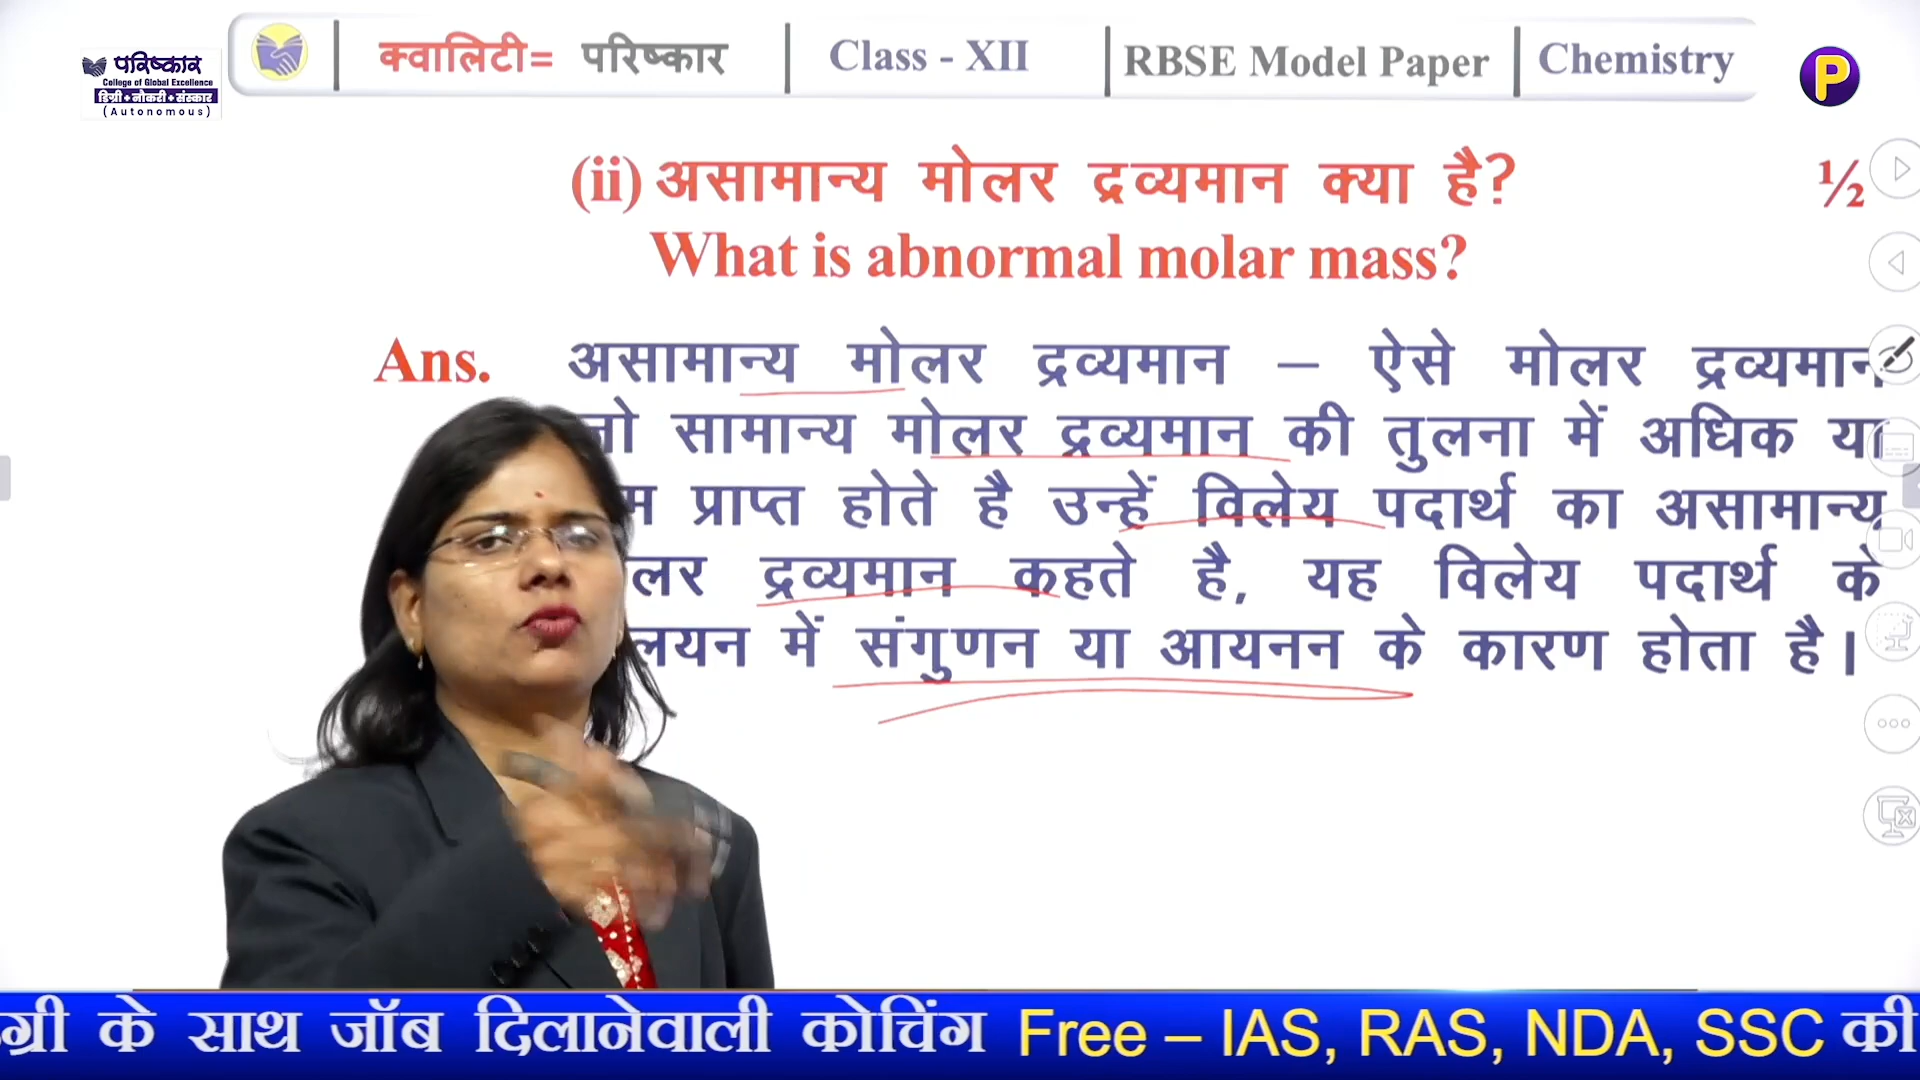 परिष्कार
College of Global Excellence
डिग्री + नौकरी + संस्कार
(Autonomous)
क्वालिटी= परिष्कार
Class - XII
RBSE Model Paper
Chemistry
P
(ii) असामान्य मोलर द्रव्यमान क्या है? ½
What is abnormal molar mass?
Ans. असामान्य मोलर द्रव्यमान – ऐसे मोलर द्रव्यमान
सामान्य मोलर द्रव्यमान की तुलना में अधिक या
प्राप्त होते है उन्हें विलेय पदार्थ का असामान्य
द्रव्यमान कहते है, यह विलेय पदार्थ के
में संगुणन या आयनन के कारण होता है।
के साथ जॉब दिलानेवाली कोचिंग Free – IAS, RAS, NDA, SSC की